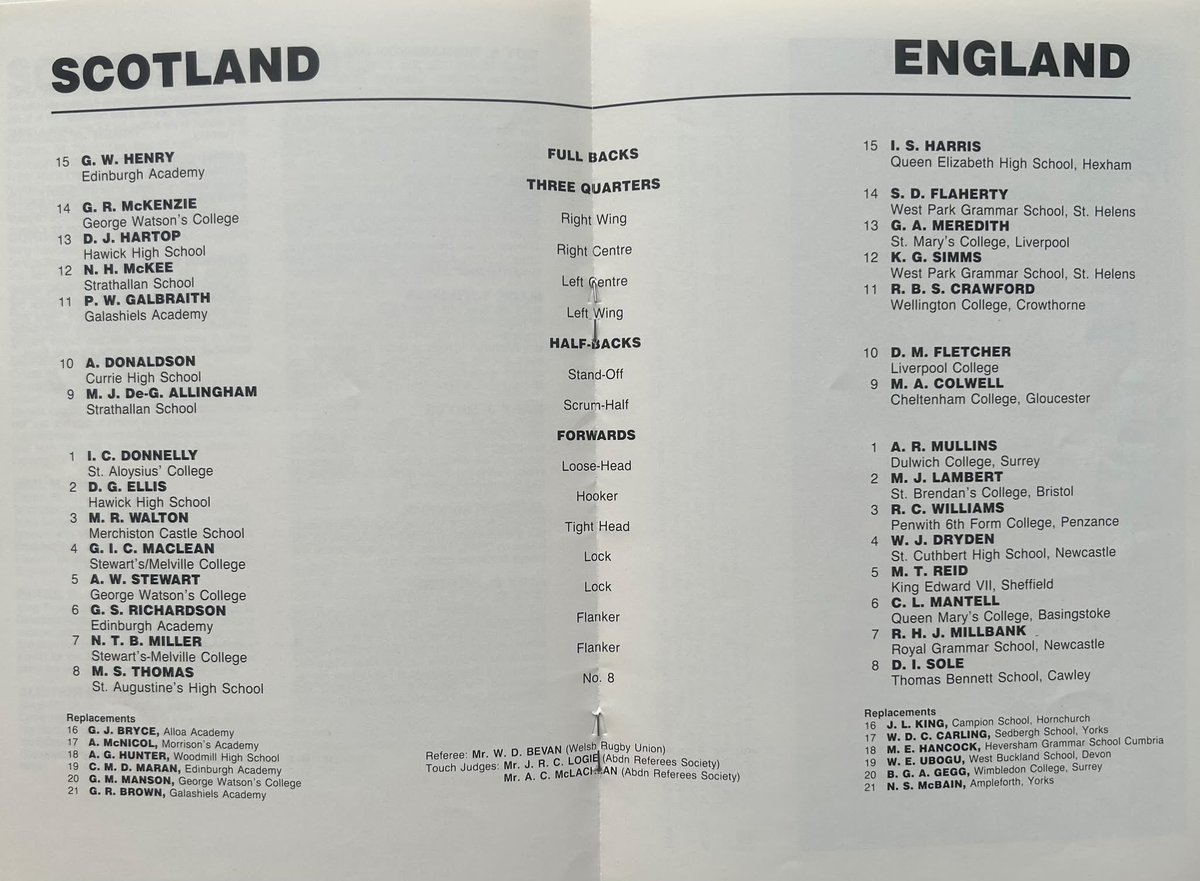 SCOTLAND
15 G. W. HENRY
Edinburgh Academy
14 G. R. McKENZIE
George Watson's College
13 D. J. HARTOP
Hawick High School
12 N. H. McKEE
Strathallan School
11 P. W. GALBRAITH
Galashiels Academy
10 A. DONALDSON
Currie High School
9 M. J. De-G. ALLINGHAM
Strathallan School
1 I. C. DONNELLY
St. Aloysius' College
2 D. G. ELLIS
Hawick High School
3 M. R. WALTON
Merchiston Castle School
4 G. I. C. MACLEAN
Stewart's/Melville College
5 A. W. STEWART
George Watson's College
6 G. S. RICHARDSON
Edinburgh Academy
7 N. T. B. MILLER
Stewart's-Melville College
8 M. S. THOMAS
St. Augustine's High School
Replacements
16 G. J. BRYCE, Alloa Academy
17 A. McNICOL, Morrison's Academy
18 A. G. HUNTER, Woodmill High School
19 C. M. D. MARAN, Edinburgh Academy
20 G. M. MANSON, George Watson's College
21 G. R. BROWN, Galashiels Academy
FULL BACKS
THREE QUARTERS
Right Wing
Right Centre
Left Centre
Left Wing
HALF-BACKS
Stand-Off
Scrum-Half
FORWARDS
Loose-Head
Hooker
Tight Head
Lock
Lock
Flanker
Flanker
No. 8
Referee: Mr. W. D. BEVAN (Welsh Rugby Union)
Touch Judges: Mr. J. R. C. LOGIE (Abdn Referees Society)
Mr. A. C. McLACHLAN (Abdn Referees Society)
ENGLAND
15 I. S. HARRIS
Queen Elizabeth High School, Hexham
14 S. D. FLAHERTY
West Park Grammar School, St. Helens
13 G. A. MEREDITH
St. Mary's College, Liverpool
12 K. G. SIMMS
West Park Grammar School, St. Helens
11 R. B. S. CRAWFORD
Wellington College, Crowthorne
10 D. M. FLETCHER
Liverpool College
9 M. A. COLWELL
Cheltenham College, Gloucester
1 A. R. MULLINS
Dulwich College, Surrey
2 M. J. LAMBERT
St. Brendan's College, Bristol
3 R. C. WILLIAMS
Penwith 6th Form College, Penzance
4 W. J. DRYDEN
St. Cuthbert High School, Newcastle
5 M. T. REID
King Edward VII, Sheffield
6 C. L. MANTELL
Queen Mary's College, Basingstoke
7 R. H. J. MILLBANK
Royal Grammar School, Newcastle
8 D. I. SOLE
Thomas Bennett School, Cawley
Replacements
16 J. L. KING, Campion School, Hornchurch
17 W. D. C. CARLING, Sedbergh School, Yorks
18 M. E. HANCOCK, Heversham Grammar School Cumbria
19 W. E. UBOGU, West Buckland School, Devon
20 B. G. A. GEGG, Wimbledon College, Surrey
21 N. S. McBAIN, Ampleforth, Yorks